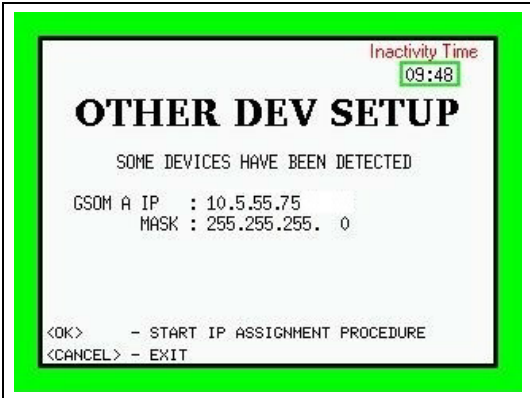 Inactivity Time
09:48
OTHER DEV SETUP
SOME DEVICES HAVE BEEN DETECTED
GSOM A IP : 10.5.55.75
MASK : 255.255.255. 0
<OK> - START IP ASSIGNMENT PROCEDURE
<CANCEL> - EXIT